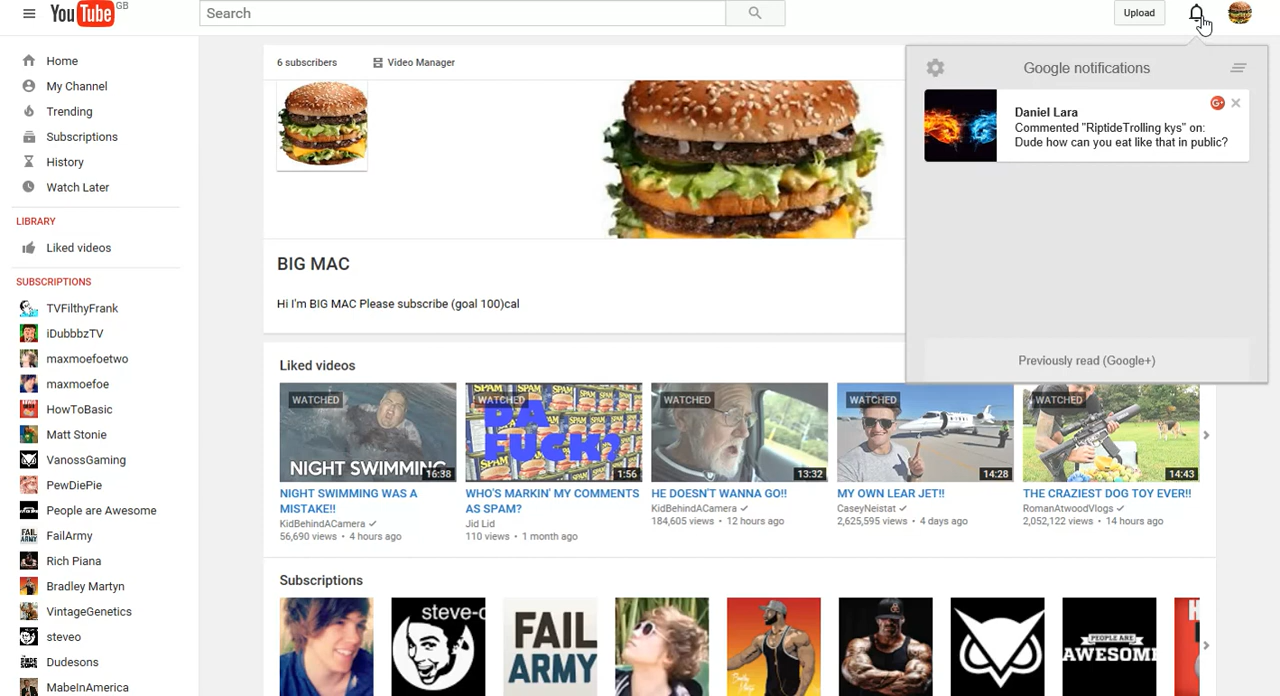 YouTube GB
Search
Upload
Home
My Channel
Trending
Subscriptions
History
Watch Later
LIBRARY
Liked videos
SUBSCRIPTIONS
TVFilthyFrank
iDubbbzTV
maxmoefoetwo
maxmoefoe
HowToBasic
Matt Stonie
VanossGaming
PewDiePie
People are Awesome
FailArmy
Rich Piana
Bradley Martyn
VintageGenetics
steveo
Dudesons
MabeInAmerica
6 subscribers
Video Manager
BIG MAC
Hi I'm BIG MAC Please subscribe (goal 100)cal
Google notifications
Daniel Lara
Commented "RiptideTrolling kys" on:
Dude how can you eat like that in public?
Previously read (Google+)
Liked videos
WATCHED
NIGHT SWIMMING
16:38
NIGHT SWIMMING WAS A
MISTAKE!!
KidBehindACamera
56,690 views • 4 hours ago
WATCHED
DA
FUCK?
1:56
WHO'S MARKIN' MY COMMENTS
AS SPAM?
Jid Lid
110 views • 1 month ago
WATCHED
13:32
HE DOESN'T WANNA GO!!
KidBehindACamera
184,605 views • 12 hours ago
WATCHED
14:28
MY OWN LEAR JET!!
CaseyNeistat
2,625,595 views • 4 days ago
WATCHED
14:43
THE CRAZIEST DOG TOY EVER!!
RomanAtwoodVlogs
2,052,122 views • 14 hours ago
Subscriptions
steve-o
FAIL
ARMY
PEOPLE ARE
AWESOME